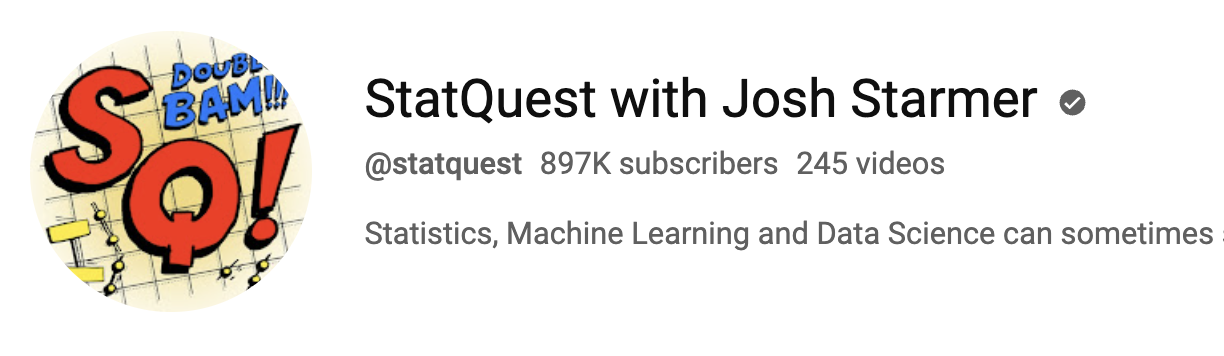 DOUBL
BAM!!!
SQ!
StatQuest with Josh Starmer
@statquest 897K subscribers 245 videos
Statistics, Machine Learning and Data Science can sometimes